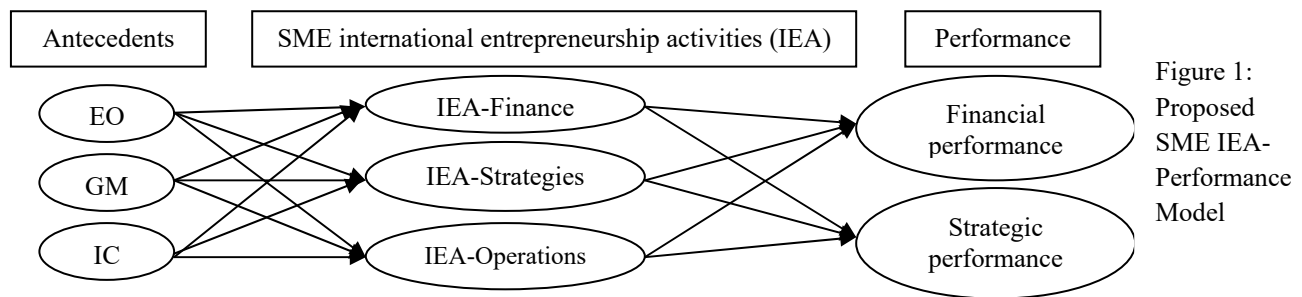 Antecedents
SME international entrepreneurship activities (IEA)
Performance
EO
GM
IC
IEA-Finance
IEA-Strategies
IEA-Operations
Financial
performance
Strategic
performance
Figure 1:
Proposed
SME IEA-
Performance
Model